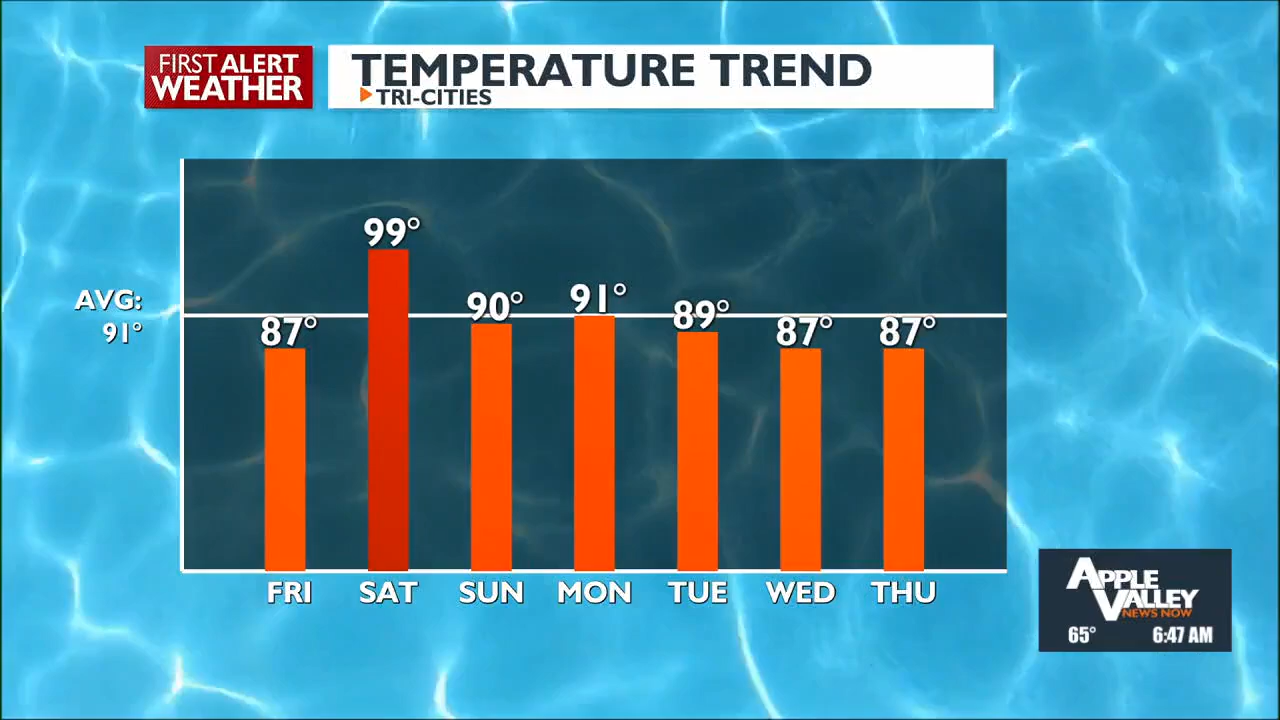 FIRST ALERT
WEATHER
TEMPERATURE TREND
TRI-CITIES
99°
AVG:
91°
87°
90°
91°
89°
87°
87°
FRI
SAT
SUN
MON
TUE
WED
THU
APPLE
VALLEY
NEWS NOW
65°
6:47 AM